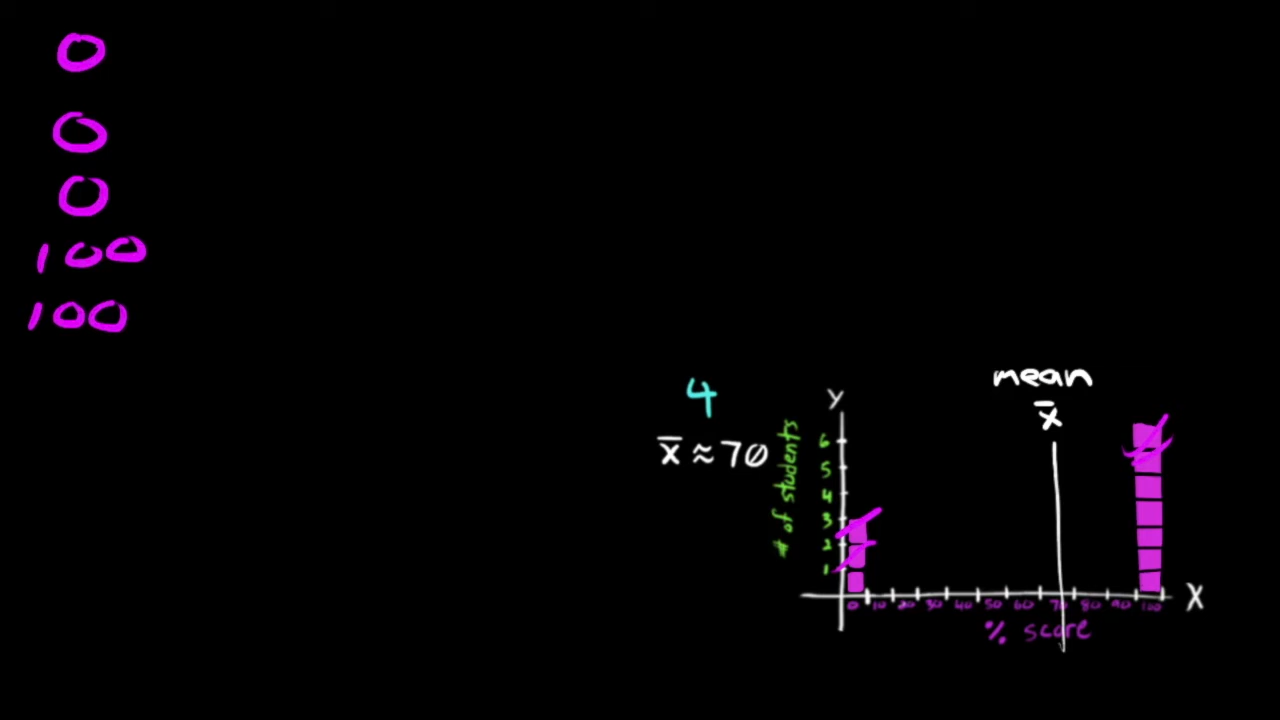 0
0
0
100
100
4
x̄ ≈ 70
mean
x̄
Y
# of students
6
5
4
3
2
1
0 10 20 30 40 50 60 70 80 90 100
X
% score